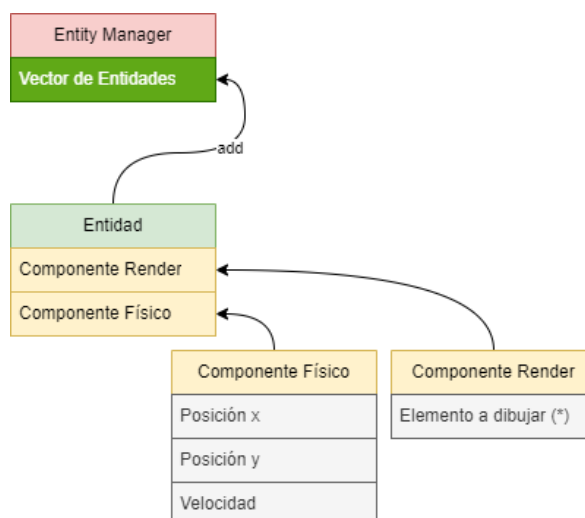 Entity Manager
Vector de Entidades
add
Entidad
Componente Render
Componente Físico
Componente Físico
Posición x
Posición y
Velocidad
Componente Render
Elemento a dibujar (*)